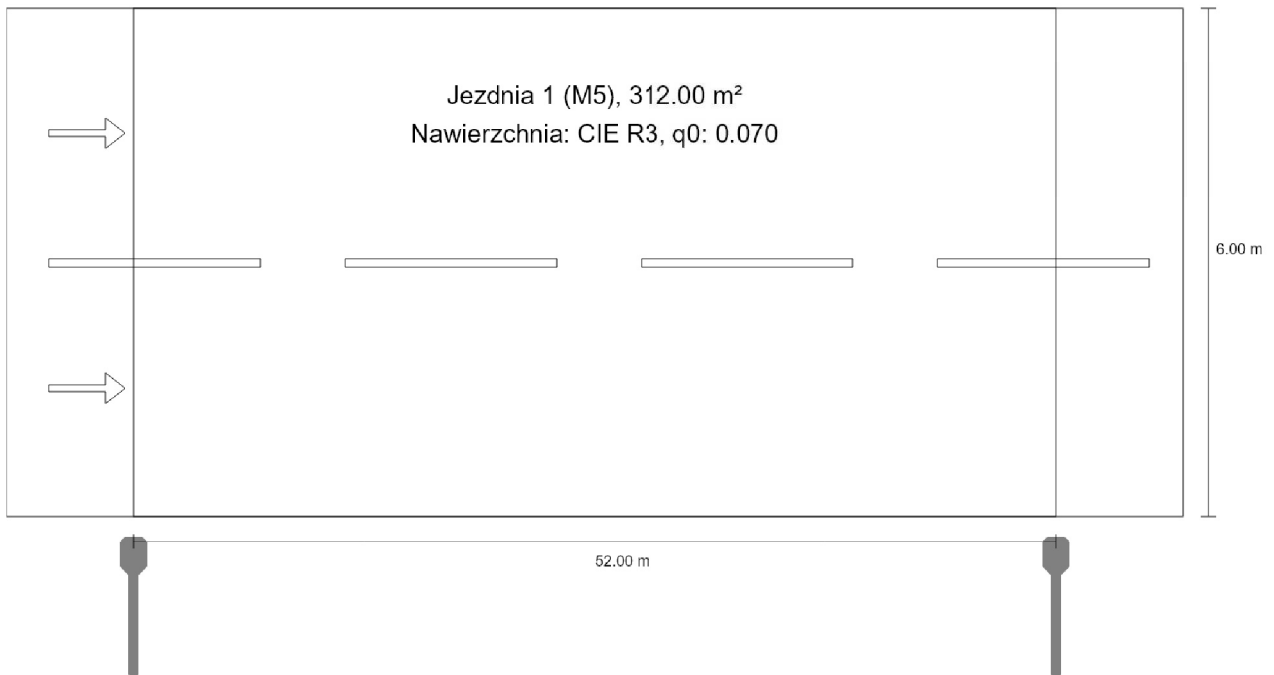 Jezdnia 1 (M5), 312.00 m²
Nawierzchnia: CIE R3, q0: 0.070
6.00 m
52.00 m